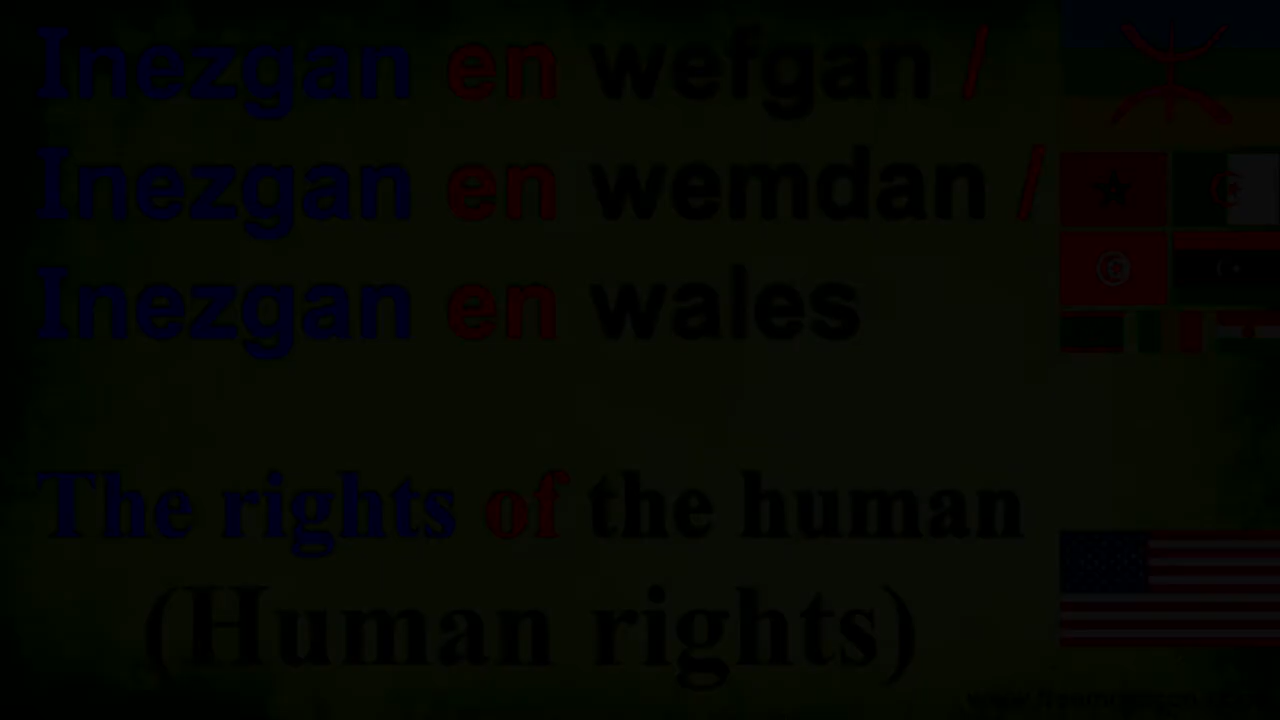 Inezgan en wefgan /
Inezgan en wemdan /
Inezgan en wales
The rights of the human
(Human rights)